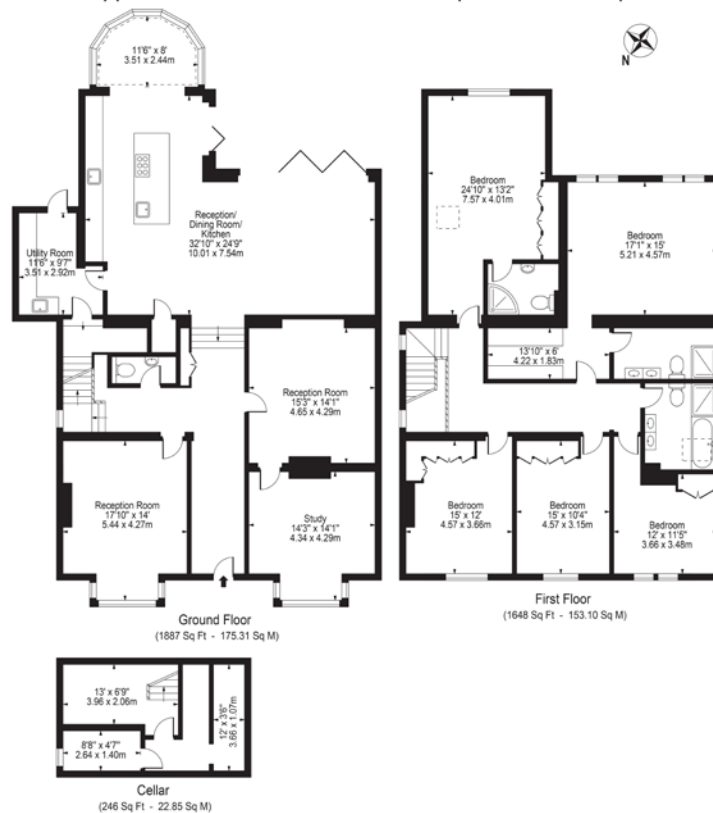 11'6" x 8'
3.51 x 2.44m
N
Reception/
Dining Room/
Kitchen
32'10" x 24'9"
10.01 x 7.54m
Utility Room
11'6" x 9'7"
3.51 x 2.92m
Reception Room
15'3" x 14'1"
4.65 x 4.29m
Reception Room
17'10" x 14'
5.44 x 4.27m
Study
14'3" x 14'1"
4.34 x 4.29m
Ground Floor
(1887 Sq Ft - 175.31 Sq M)
Bedroom
24'10" x 13'2"
7.57 x 4.01m
Bedroom
17'1" x 15'
5.21 x 4.57m
13'10" x 6'
4.22 x 1.83m
Bedroom
15' x 12'
4.57 x 3.66m
Bedroom
15' x 10'4"
4.57 x 3.15m
Bedroom
12' x 11'5"
3.66 x 3.48m
First Floor
(1648 Sq Ft - 153.10 Sq M)
13' x 6'9"
3.96 x 2.06m
8'8" x 4'7"
2.64 x 1.40m
12' x 3'6"
3.66 x 1.07m
Cellar
(246 Sq Ft - 22.85 Sq M)